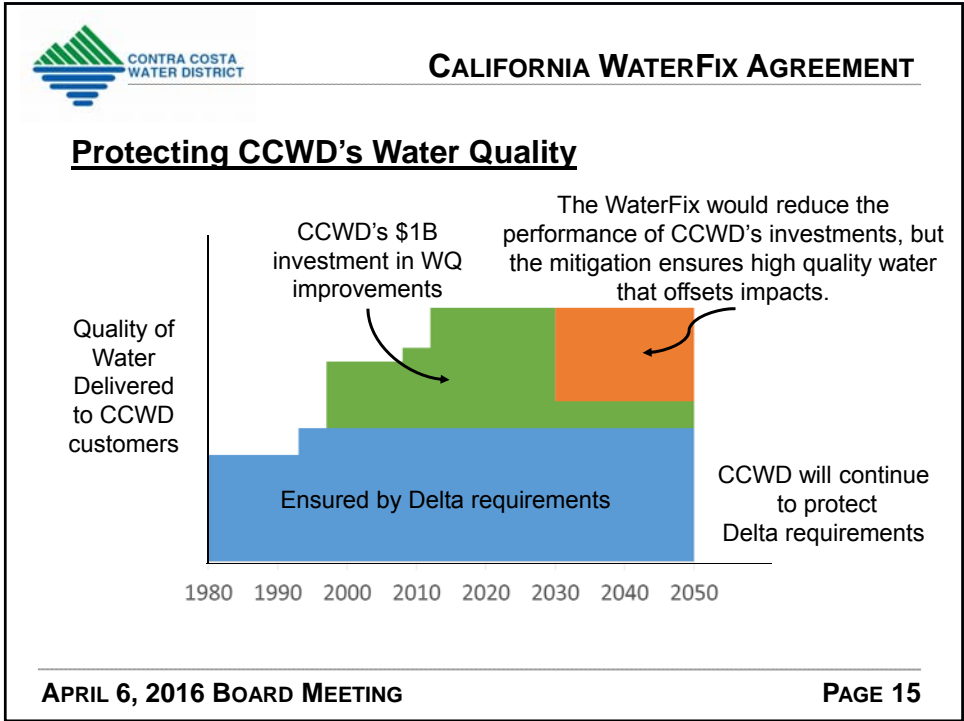 CONTRA COSTA
WATER DISTRICT
CALIFORNIA WATERFIX AGREEMENT
Protecting CCWD's Water Quality
CCWD's $1B
investment in WQ
improvements
The WaterFix would reduce the
performance of CCWD's investments, but
the mitigation ensures high quality water
that offsets impacts.
Quality of
Water
Delivered
to CCWD
customers
Ensured by Delta requirements
CCWD will continue
to protect
Delta requirements
1980 1990 2000 2010 2020 2030 2040 2050
APRIL 6, 2016 BOARD MEETING
PAGE 15